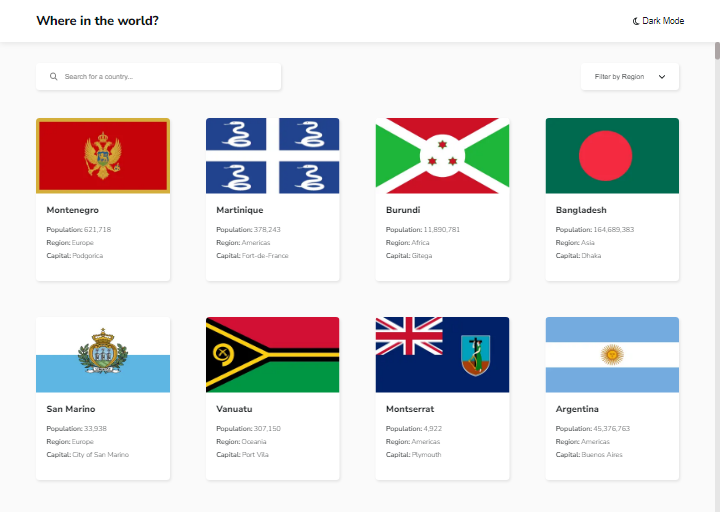 Where in the world?
Dark Mode
Search for a country...
Filter by Region
Montenegro
Population: 621,718
Region: Europe
Capital: Podgorica
Martinique
Population: 378,243
Region: Americas
Capital: Fort-de-France
Burundi
Population: 11,890,781
Region: Africa
Capital: Gitega
Bangladesh
Population: 164,689,383
Region: Asia
Capital: Dhaka
San Marino
Population: 33,938
Region: Europe
Capital: City of San Marino
Vanuatu
Population: 307,150
Region: Oceania
Capital: Port Vila
Montserrat
Population: 4,922
Region: Americas
Capital: Plymouth
Argentina
Population: 45,376,763
Region: Americas
Capital: Buenos Aires